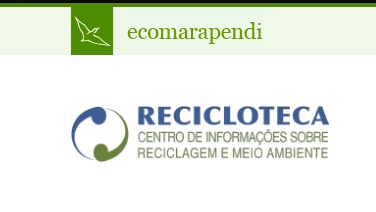 ecomarapendi
RECICLOTECA
CENTRO DE INFORMAÇÕES SOBRE
RECICLAGEM E MEIO AMBIENTE